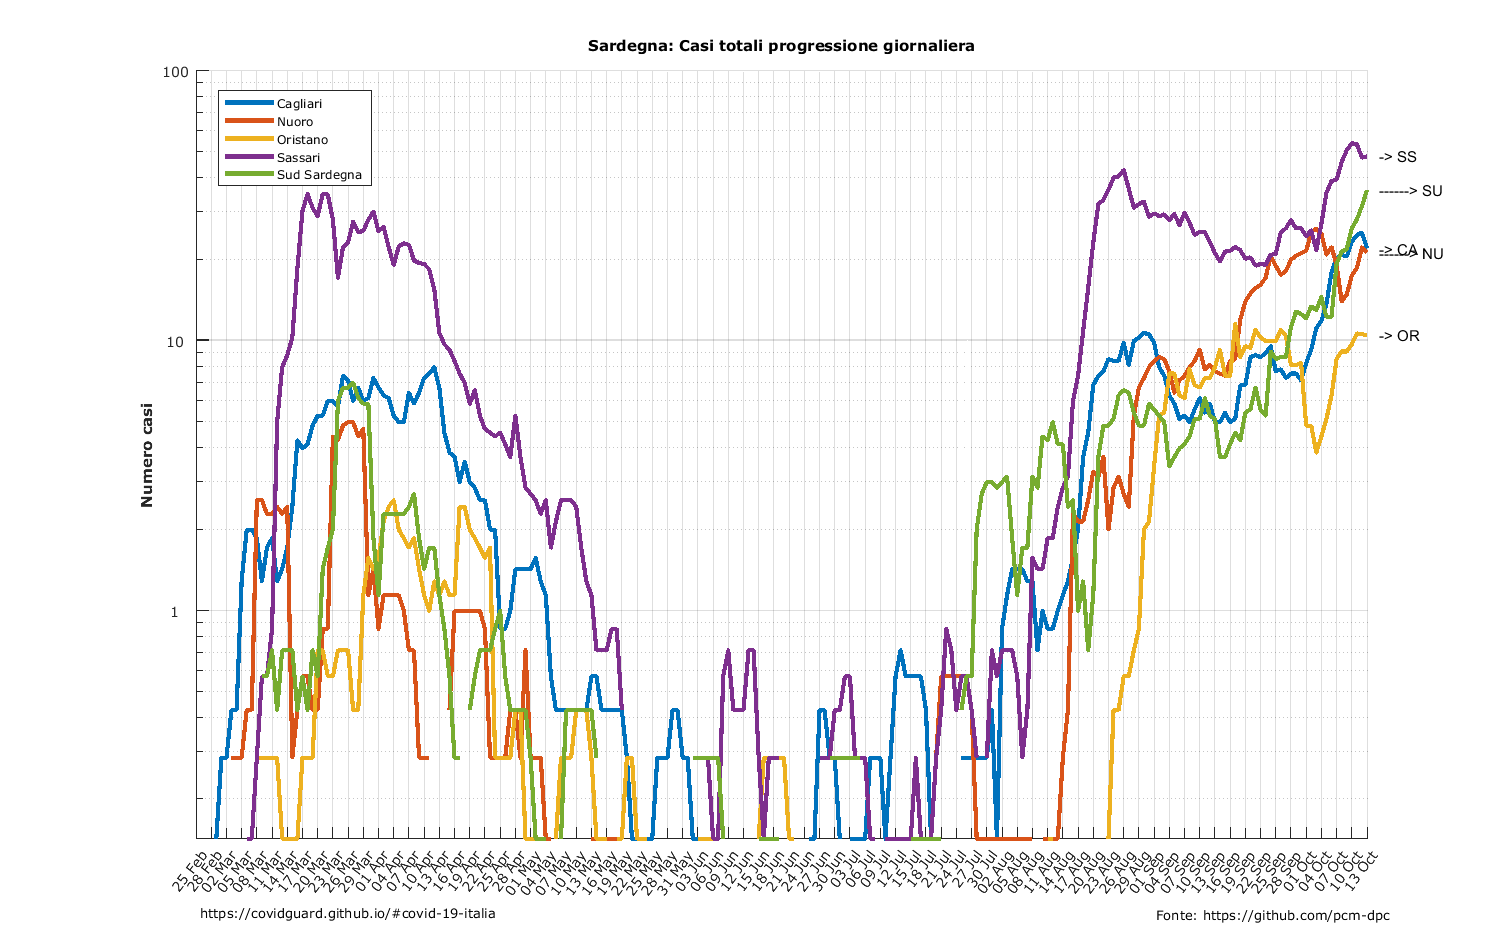 Sardegna: Casi totali progressione giornaliera
100
10
1
Numero casi
Cagliari
Nuoro
Oristano
Sassari
Sud Sardegna
-> SS
------> SU
-> CA
------> NU
-> OR
25 Feb
28 Feb
02 Mar
05 Mar
08 Mar
11 Mar
14 Mar
17 Mar
20 Mar
23 Mar
26 Mar
29 Mar
01 Apr
04 Apr
07 Apr
10 Apr
13 Apr
16 Apr
19 Apr
22 Apr
25 Apr
28 Apr
01 May
04 May
07 May
10 May
13 May
16 May
19 May
22 May
25 May
28 May
31 May
03 Jun
06 Jun
09 Jun
12 Jun
15 Jun
18 Jun
21 Jun
24 Jun
27 Jun
30 Jun
03 Jul
06 Jul
09 Jul
12 Jul
15 Jul
18 Jul
21 Jul
24 Jul
27 Jul
30 Jul
02 Aug
05 Aug
08 Aug
11 Aug
14 Aug
17 Aug
20 Aug
23 Aug
26 Aug
29 Aug
01 Sep
04 Sep
07 Sep
10 Sep
13 Sep
16 Sep
19 Sep
22 Sep
25 Sep
28 Sep
01 Oct
04 Oct
07 Oct
10 Oct
13 Oct
https://covidguard.github.io/#covid-19-italia
Fonte: https://github.com/pcm-dpc